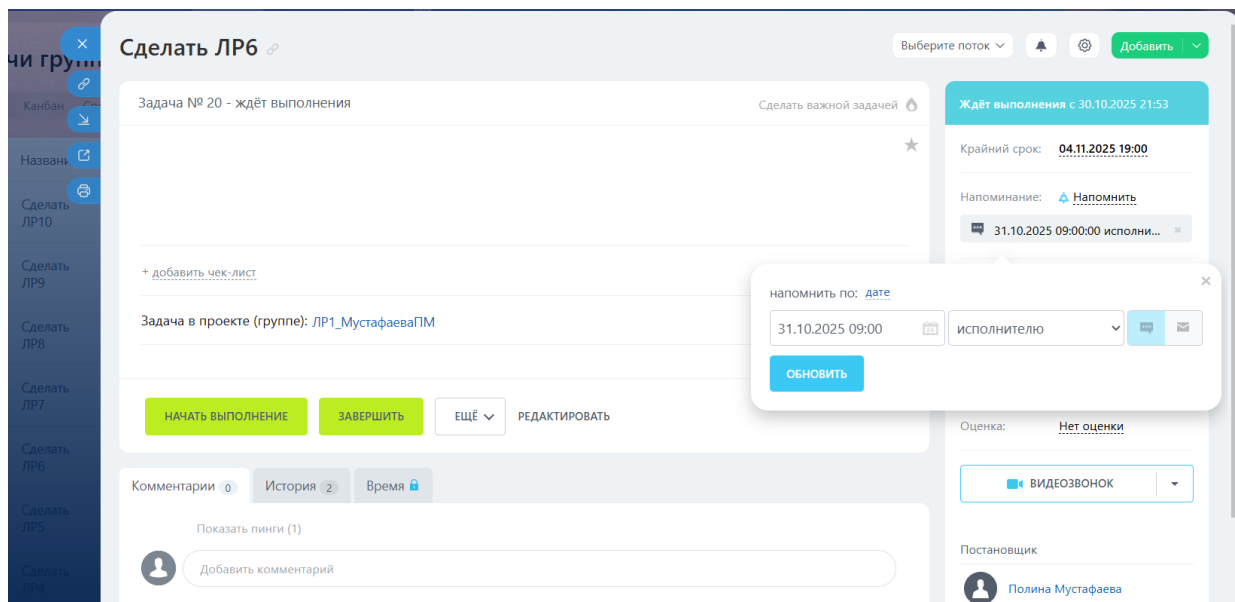 чи групп
Канбан
Названи
Сделать
ЛР10
Сделать
ЛР9
Сделать
ЛР8
Сделать
ЛР7
Сделать
ЛР6
Сделать
ЛР5
Сделать
ЛР4
Сделать ЛР6
Выберите поток
Добавить
Задача № 20 - ждёт выполнения
Сделать важной задачей
+ добавить чек-лист
Задача в проекте (группе): ЛР1_МустафаеваПМ
НАЧАТЬ ВЫПОЛНЕНИЕ
ЗАВЕРШИТЬ
ЕЩЁ
РЕДАКТИРОВАТЬ
Комментарии 0
История 2
Время
Показать пинги (1)
Добавить комментарий
Ждёт выполнения с 30.10.2025 21:53
Крайний срок: 04.11.2025 19:00
Напоминание: Напомнить
31.10.2025 09:00:00 исполни...
напомнить по: дате
31.10.2025 09:00
исполнителю
ОБНОВИТЬ
Оценка: Нет оценки
ВИДЕОЗВОНОК
Постановщик
Полина Мустафаева